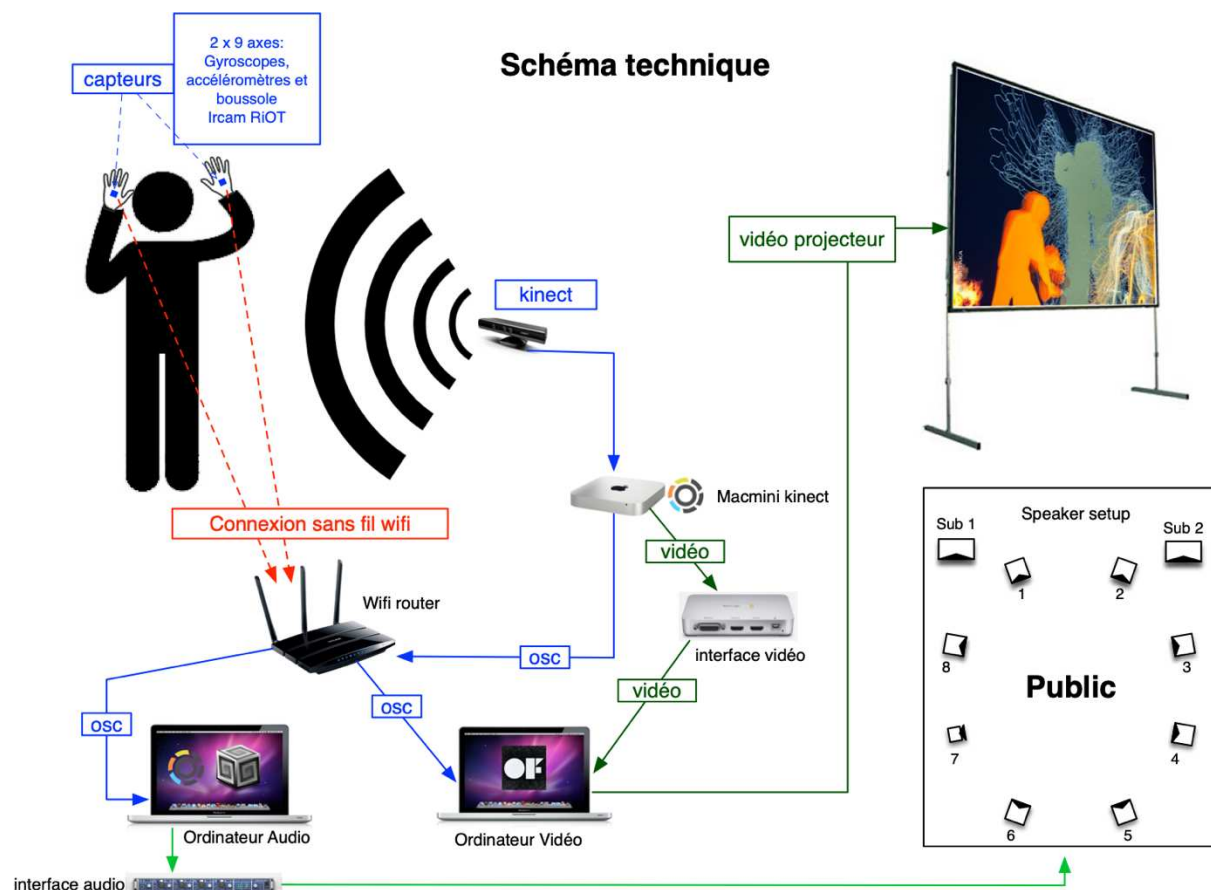 Schéma technique
2 x 9 axes:
Gyroscopes,
accéléromètres et
boussole
Ircam RiOT
capteurs
kinect
vidéo projecteur
Connexion sans fil wifi
Macmini kinect
vidéo
Wifi router
interface vidéo
osc
vidéo
osc
osc
OF
Ordinateur Audio
Ordinateur Vidéo
interface audio
Speaker setup
Sub 1
Sub 2
1
2
8
3
Public
7
4
6
5